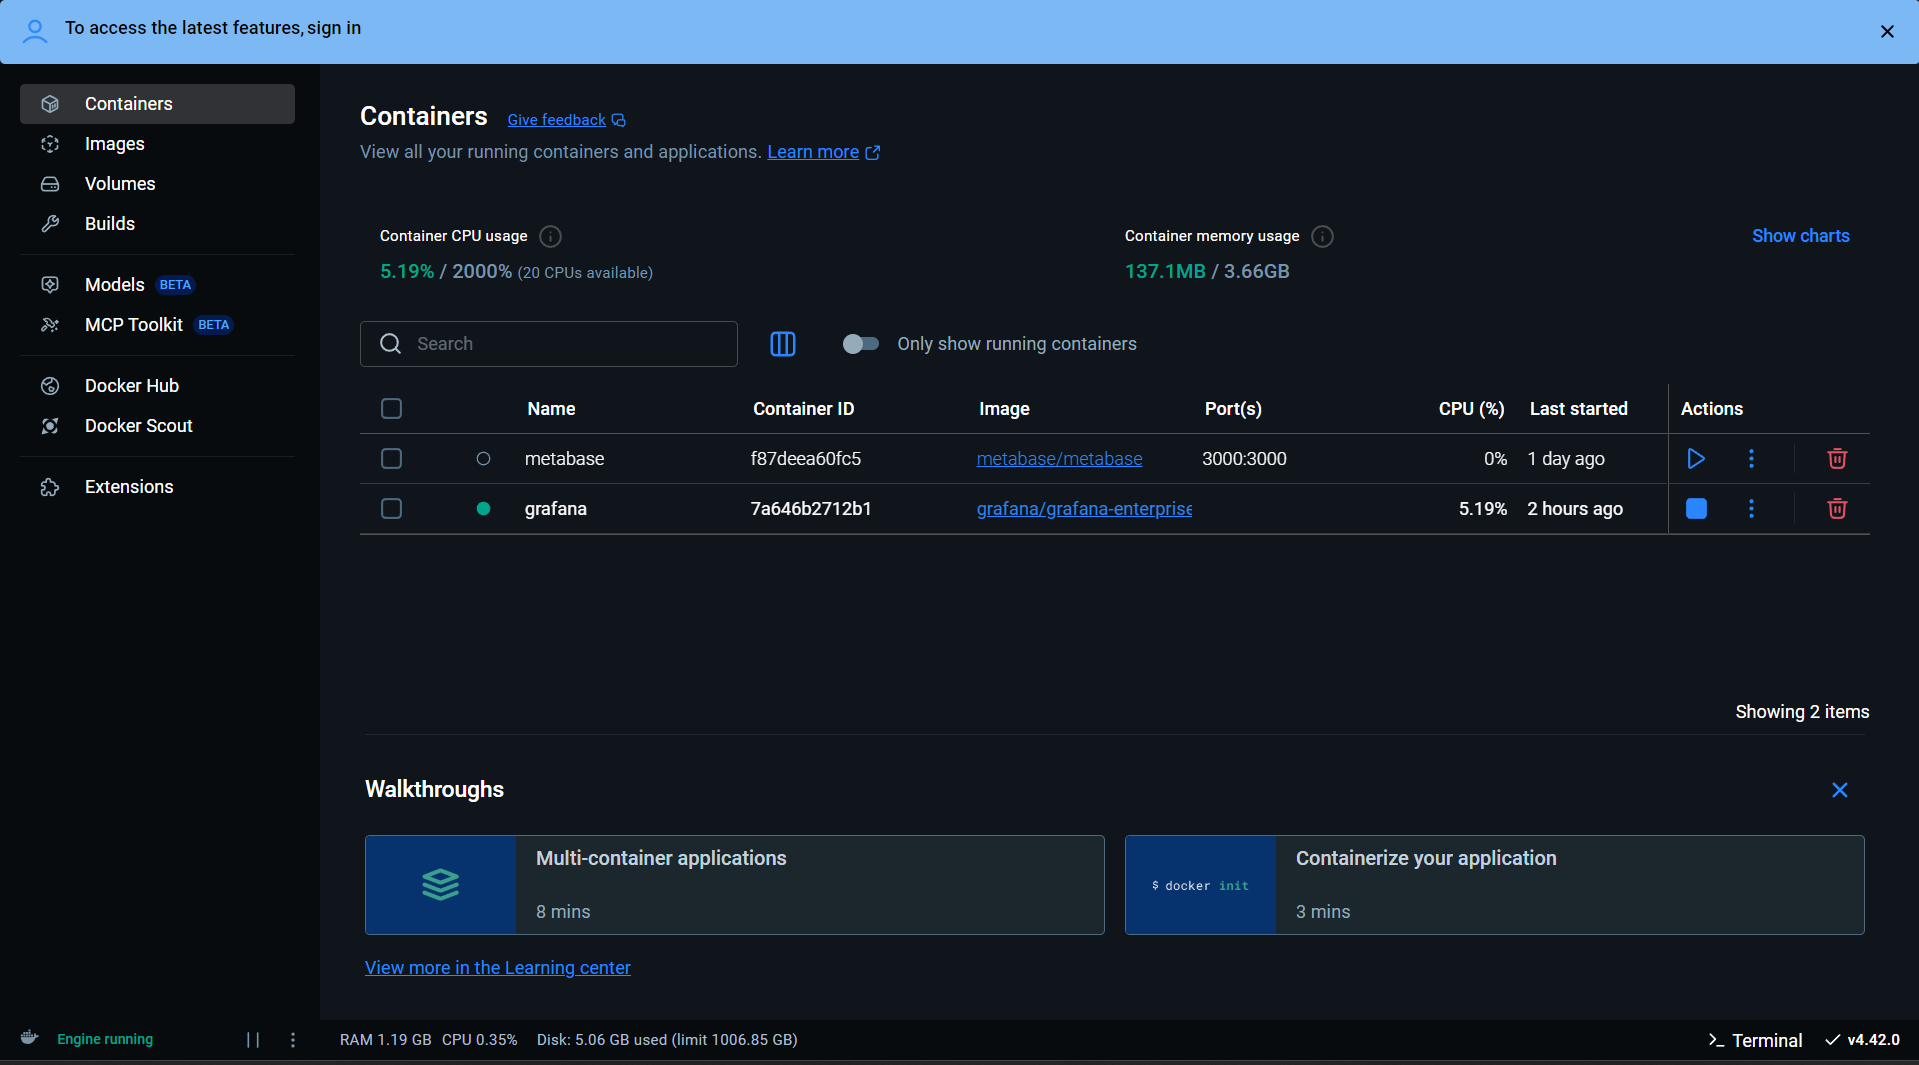 To access the latest features, sign in
Containers
Images
Volumes
Builds
Models BETA
MCP Toolkit BETA
Docker Hub
Docker Scout
Extensions
Containers Give feedback
View all your running containers and applications. Learn more
Container CPU usage
5.19% / 2000% (20 CPUs available)
Container memory usage
137.1MB / 3.66GB
Show charts
Search
Only show running containers
Name Container ID Image Port(s) CPU (%) Last started Actions
metabase f87deea60fc5 metabase/metabase 3000:3000 0% 1 day ago
grafana 7a646b2712b1 grafana/grafana-enterprise 5.19% 2 hours ago
Showing 2 items
Walkthroughs
Multi-container applications
8 mins
$ docker init
Containerize your application
3 mins
View more in the Learning center
Engine running
RAM 1.19 GB CPU 0.35% Disk: 5.06 GB used (limit 1006.85 GB)
Terminal
v4.42.0